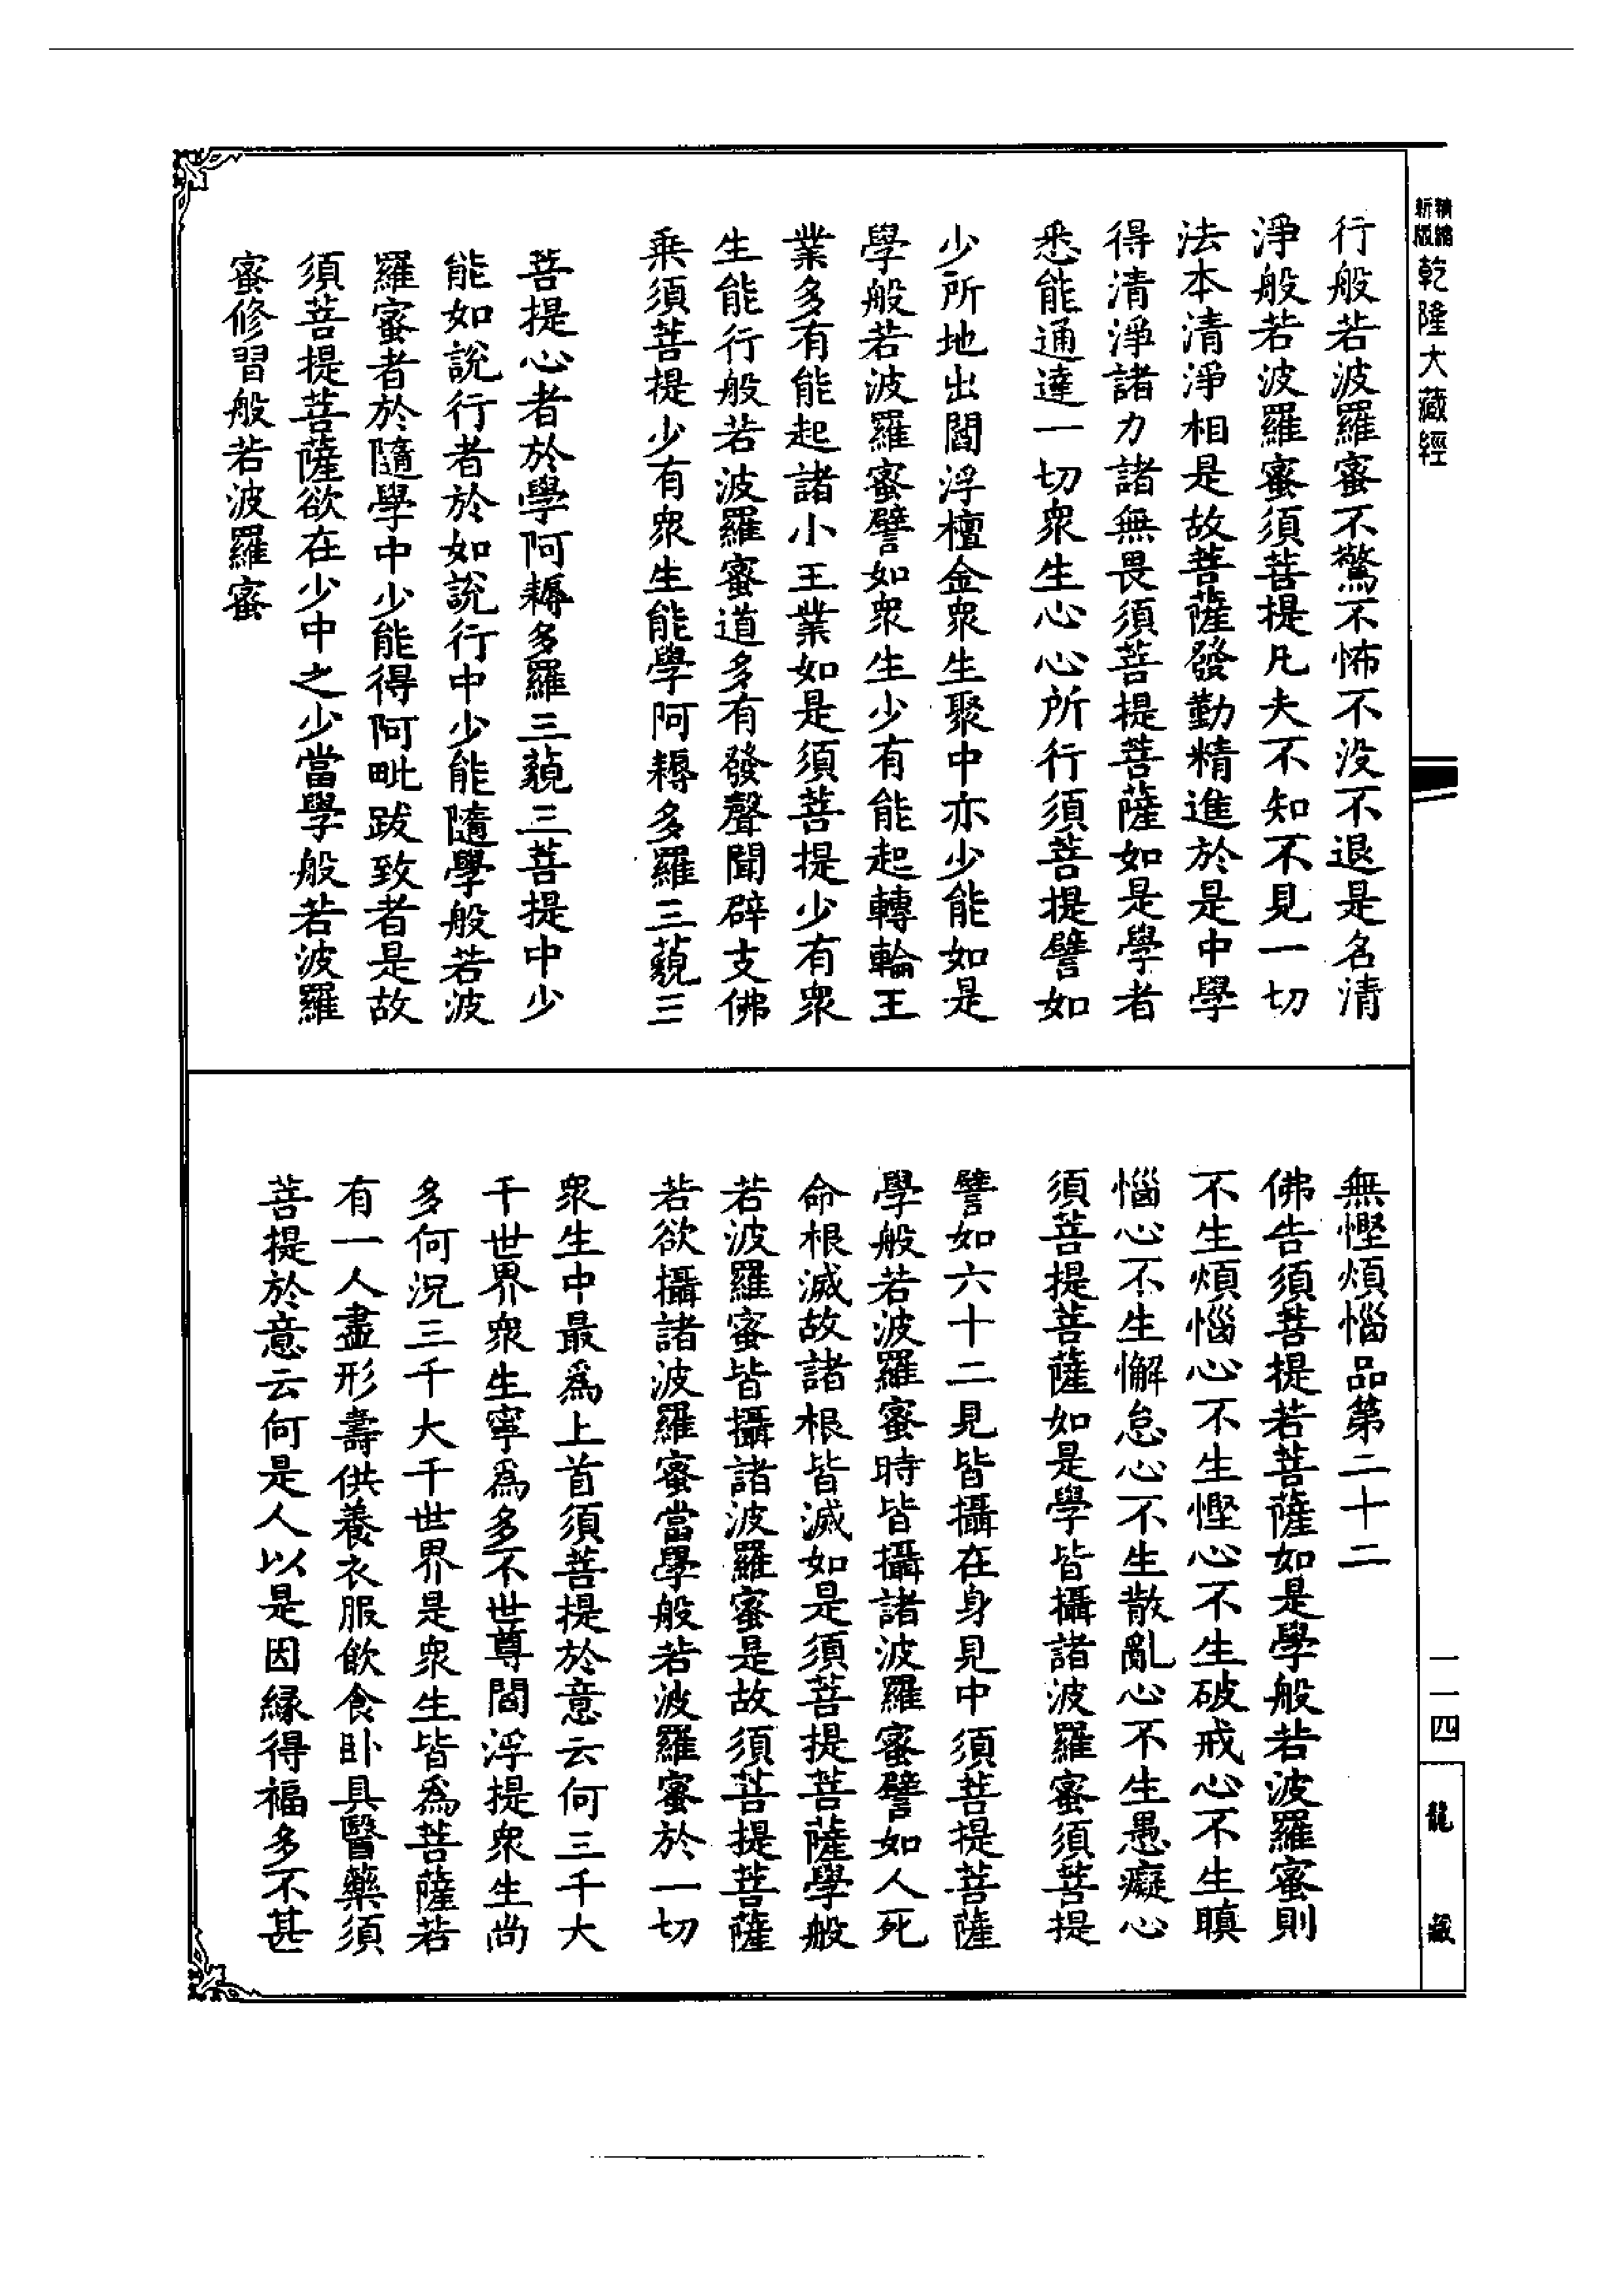 精縮
新版
乾隆大藏經
一一四
龍藏
行般若波羅蜜不驚不怖不没不退是名清
淨般若波羅蜜須菩提凡夫不知不見一切
法本清淨相是故菩薩發勤精進於是中學
得清淨諸力諸無畏須菩提菩薩如是學者
悉能通達一切衆生心心所行須菩提譬如
少所地出閻浮檀金衆生聚中亦少能如是
學般若波羅蜜譬如衆生少有能起轉輪王
業多有能起諸小王業如是須菩提少有衆
生能行般若波羅蜜道多有發聲聞辟支佛
乗須菩提少有衆生能學阿耨多羅三藐三
菩提心者於學阿耨多羅三藐三菩提中少
能如說行者於如說行中少能隨學般若波
羅蜜者於隨學中少能得阿毗跋致者是故
須菩提菩薩欲在少中之少當學般若波羅
蜜修習般若波羅蜜
無慳煩惱品第二十二
佛告須菩提若菩薩如是學般若波羅蜜則
不生煩惱心不生慳心不生破戒心不生瞋
惱心不生懈怠心不生散亂心不生愚癡心
須菩提菩薩如是學皆攝諸波羅蜜須菩提
譬如六十二見皆攝在身見中須菩提菩薩
學般若波羅蜜時皆攝諸波羅蜜譬如人死
命根滅故諸根皆滅如是須菩提菩薩學般
若波羅蜜皆攝諸波羅蜜是故須菩提菩薩
若欲攝諸波羅蜜當學般若波羅蜜於一切
衆生中最爲上首須菩提於意云何三千大
千世界衆生寧爲多不世尊閻浮提衆生尚
多何況三千大千世界是衆生皆爲菩薩若
有一人盡形壽供養衣服飲食卧具醫藥須
菩提於意云何是人以是因緣得福多不甚